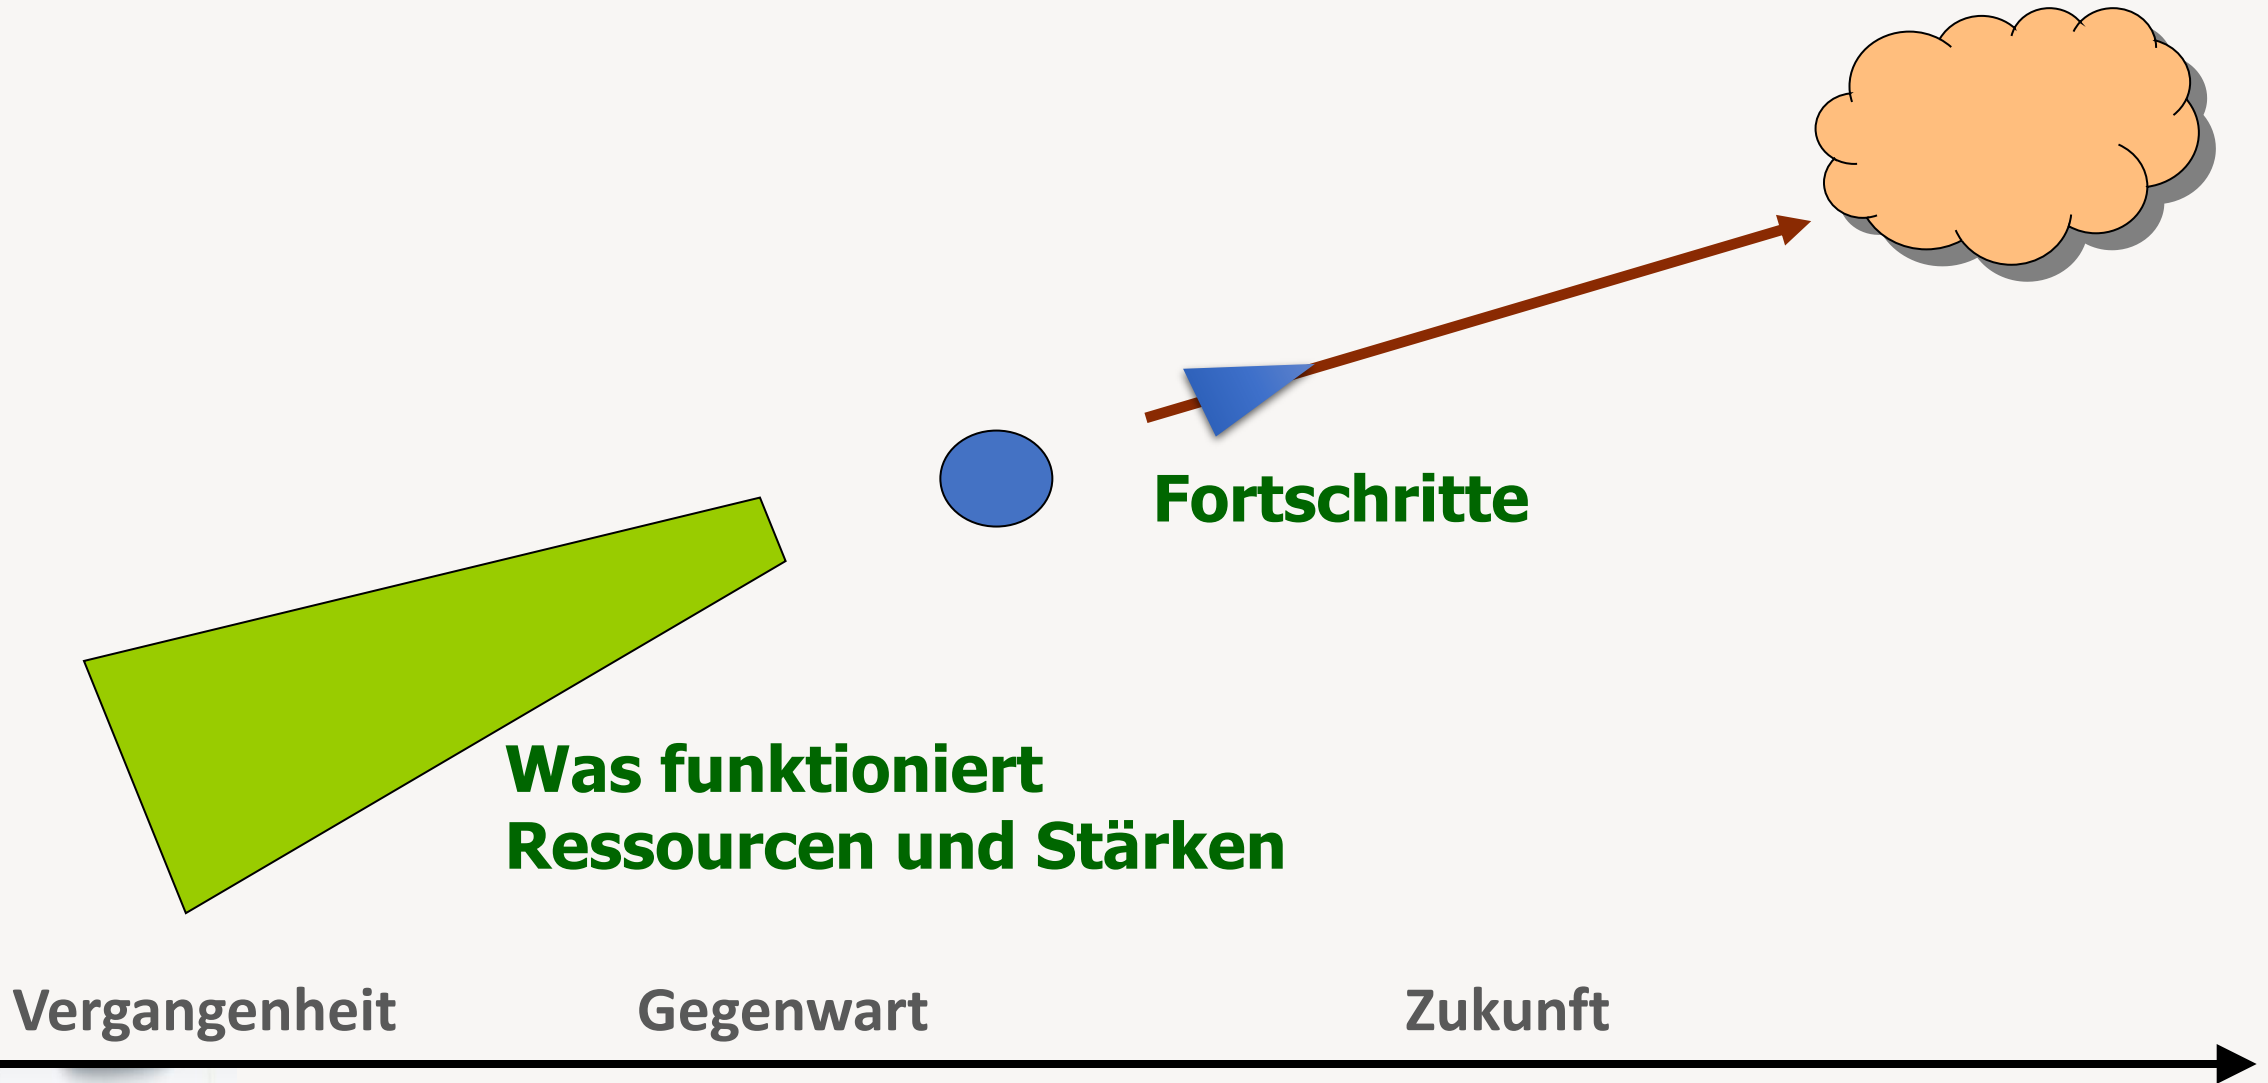 Fortschritte
Was funktioniert
Ressourcen und Stärken
Vergangenheit
Gegenwart
Zukunft